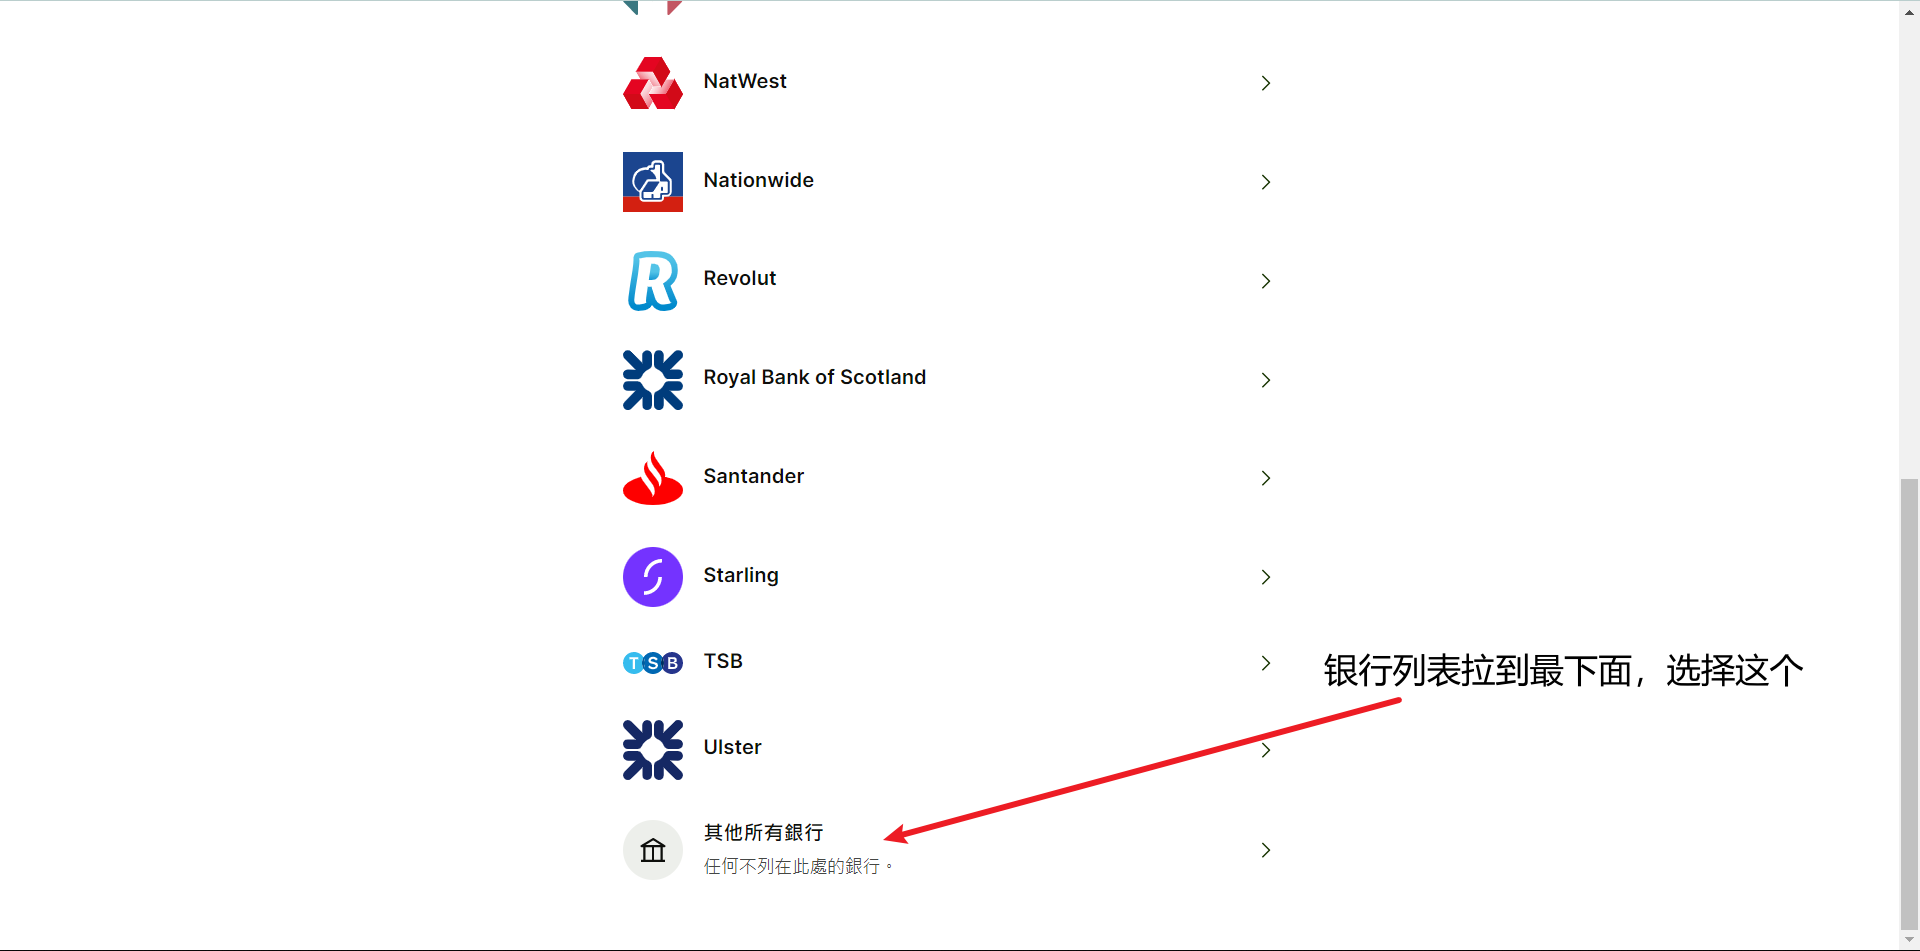 NatWest
Nationwide
Revolut
Royal Bank of Scotland
Santander
Starling
TSB TSB
银行列表拉到最下面，选择这个
Ulster
其他所有銀行
任何不列在此處的銀行。